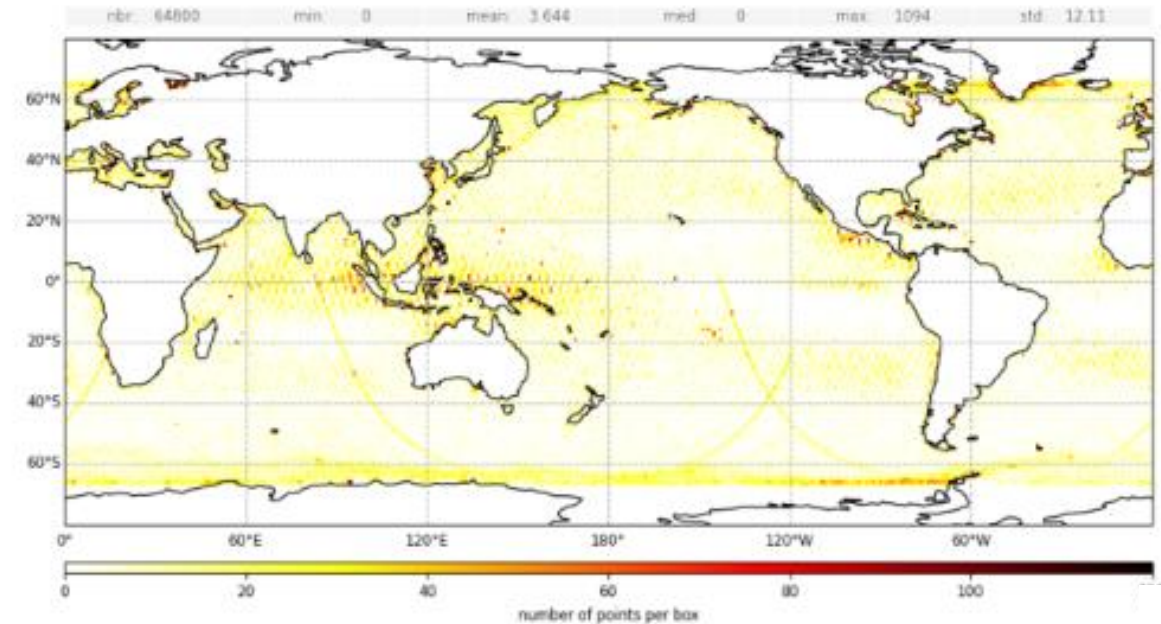 nbr: 64800 min: 0 mean: 3.644 med: 0 max: 1094 std: 12.11
60°N
40°N
20°N
0°
20°S
40°S
60°S
0° 60°E 120°E 180° 120°W 60°W
0 20 40 60 80 100
number of points per box